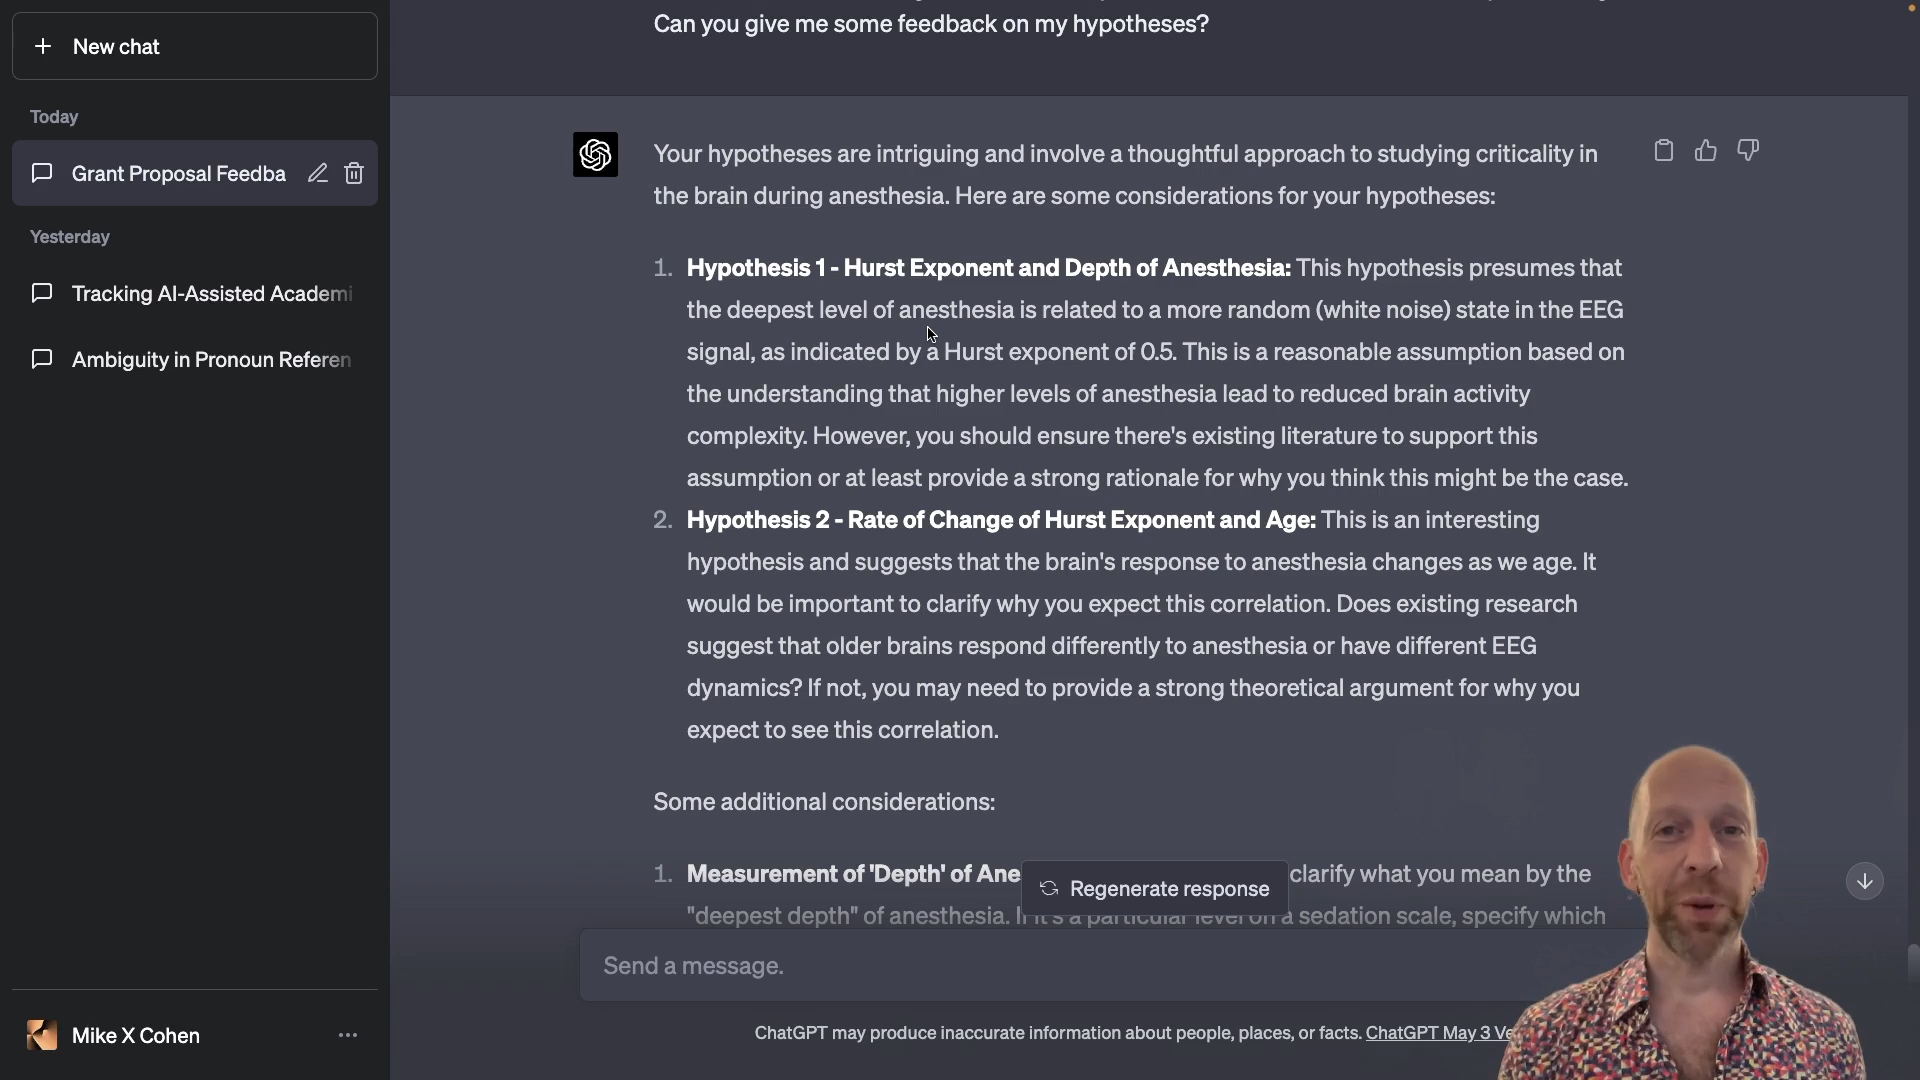 New chat
Today
Grant Proposal Feedba
Yesterday
Tracking AI-Assisted Academi
Ambiguity in Pronoun Referen
Mike X Cohen
Can you give me some feedback on my hypotheses?
Your hypotheses are intriguing and involve a thoughtful approach to studying criticality in
the brain during anesthesia. Here are some considerations for your hypotheses:
1. Hypothesis 1 - Hurst Exponent and Depth of Anesthesia: This hypothesis presumes that
the deepest level of anesthesia is related to a more random (white noise) state in the EEG
signal, as indicated by a Hurst exponent of 0.5. This is a reasonable assumption based on
the understanding that higher levels of anesthesia lead to reduced brain activity
complexity. However, you should ensure there's existing literature to support this
assumption or at least provide a strong rationale for why you think this might be the case.
2. Hypothesis 2 - Rate of Change of Hurst Exponent and Age: This is an interesting
hypothesis and suggests that the brain's response to anesthesia changes as we age. It
would be important to clarify why you expect this correlation. Does existing research
suggest that older brains respond differently to anesthesia or have different EEG
dynamics? If not, you may need to provide a strong theoretical argument for why you
expect to see this correlation.
Some additional considerations:
1. Measurement of 'Depth' of Ane clarify what you mean by the
"deepest depth" of anesthesia. If it's a particular level on a sedation scale, specify which
Regenerate response
Send a message.
ChatGPT may produce inaccurate information about people, places, or facts. ChatGPT May 3 Ve